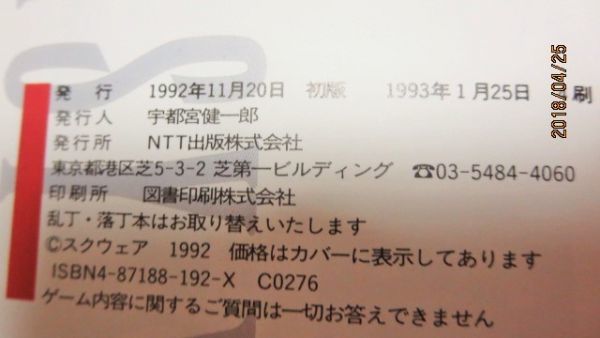 発行 1992年11月20日 初版 1993年1月25日 刷
発行人 宇都宮健一郎
発行所 NTT出版株式会社
東京都港区芝5-3-2 芝第一ビルディング ☎03-5484-4060
印刷所 図書印刷株式会社
乱丁・落丁本はお取り替えいたします
©スクウェア 1992 価格はカバーに表示してあります
ISBN4-87188-192-X C0276
ゲーム内容に関するご質問は一切お答えできません
2018/04/25